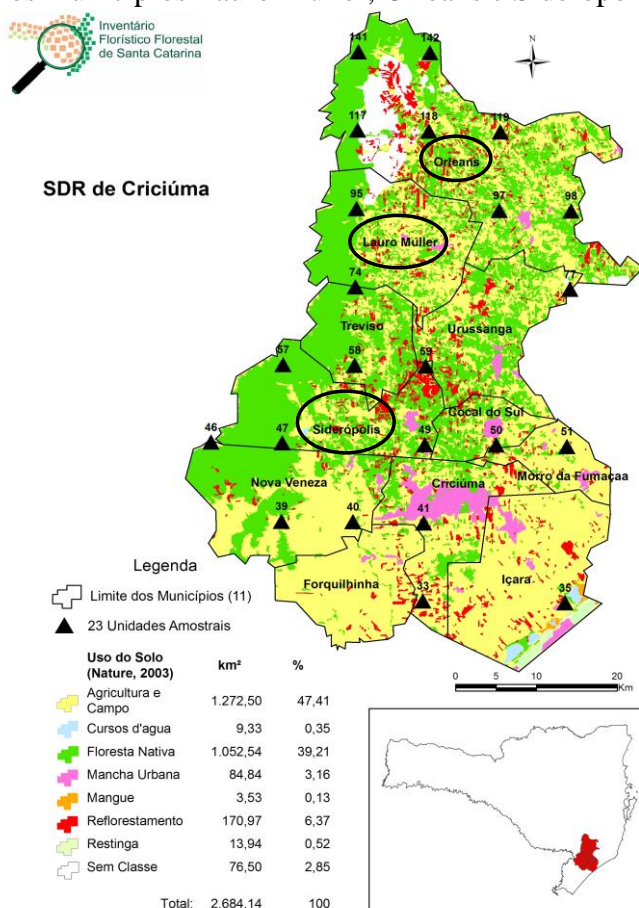 Inventário
Florístico Florestal
de Santa Catarina
N
SDR de Criciúma
141
142
117
118
119
Orleans
95
97
98
Lauro Müller
74
77
Treviso
Urussanga
57
58
59
Cocal do Sul
Siderópolis
46
47
49
50
51
Morro da Fumaçaa
Nova Veneza
Criciúma
39
40
41
Forquilhinha
Içara
33
35
Legenda
Limite dos Municípios (11)
23 Unidades Amostrais
Uso do Solo km² %
(Nature, 2003)
Agricultura e
Campo 1.272,50 47,41
Cursos d'agua 9,33 0,35
Floresta Nativa 1.052,54 39,21
Mancha Urbana 84,84 3,16
Mangue 3,53 0,13
Reflorestamento 170,97 6,37
Restinga 13,94 0,52
Sem Classe 76,50 2,85
Total: 2.684,14 100
0 5 10 20
Km